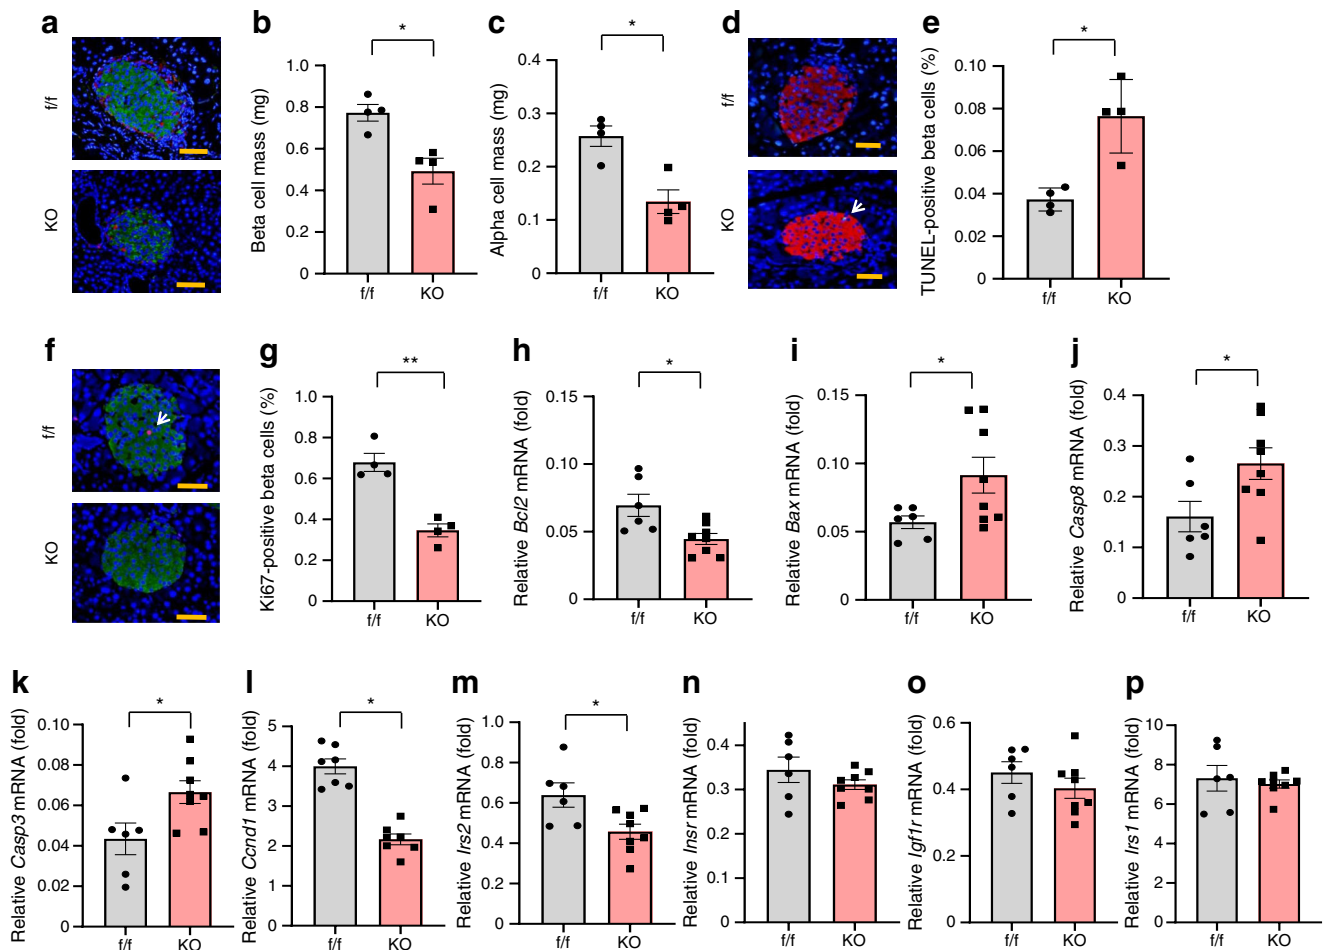 a
f/f
KO
b
*
Beta cell mass (mg)
1.0
0.8
0.6
0.4
0.2
0
f/f KO
c
*
Alpha cell mass (mg)
0.4
0.3
0.2
0.1
0
f/f KO
d
f/f
KO
e
*
TUNEL-positive beta cells (%)
0.10
0.08
0.06
0.04
0.02
0
f/f KO
f
f/f
KO
g
**
Ki67-positive beta cells (%)
1.0
0.8
0.6
0.4
0.2
0
f/f KO
h
*
Relative Bcl2 mRNA (fold)
0.15
0.10
0.05
0
f/f KO
i
*
Relative Bax mRNA (fold)
0.15
0.10
0.05
0
f/f KO
j
*
Relative Casp8 mRNA (fold)
0.4
0.3
0.2
0.1
0
f/f KO
k
*
Relative Casp3 mRNA (fold)
0.10
0.08
0.06
0.04
0.02
0
f/f KO
l
*
Relative Ccnd1 mRNA (fold)
5
4
3
2
1
0
f/f KO
m
*
Relative Irs2 mRNA (fold)
1.0
0.8
0.6
0.4
0.2
0
f/f KO
n
Relative Insr mRNA (fold)
0.4
0.3
0.2
0.1
0
f/f KO
o
Relative Igf1r mRNA (fold)
0.6
0.4
0.2
0
f/f KO
p
Relative Irs1 mRNA (fold)
10
8
6
4
2
0
f/f KO